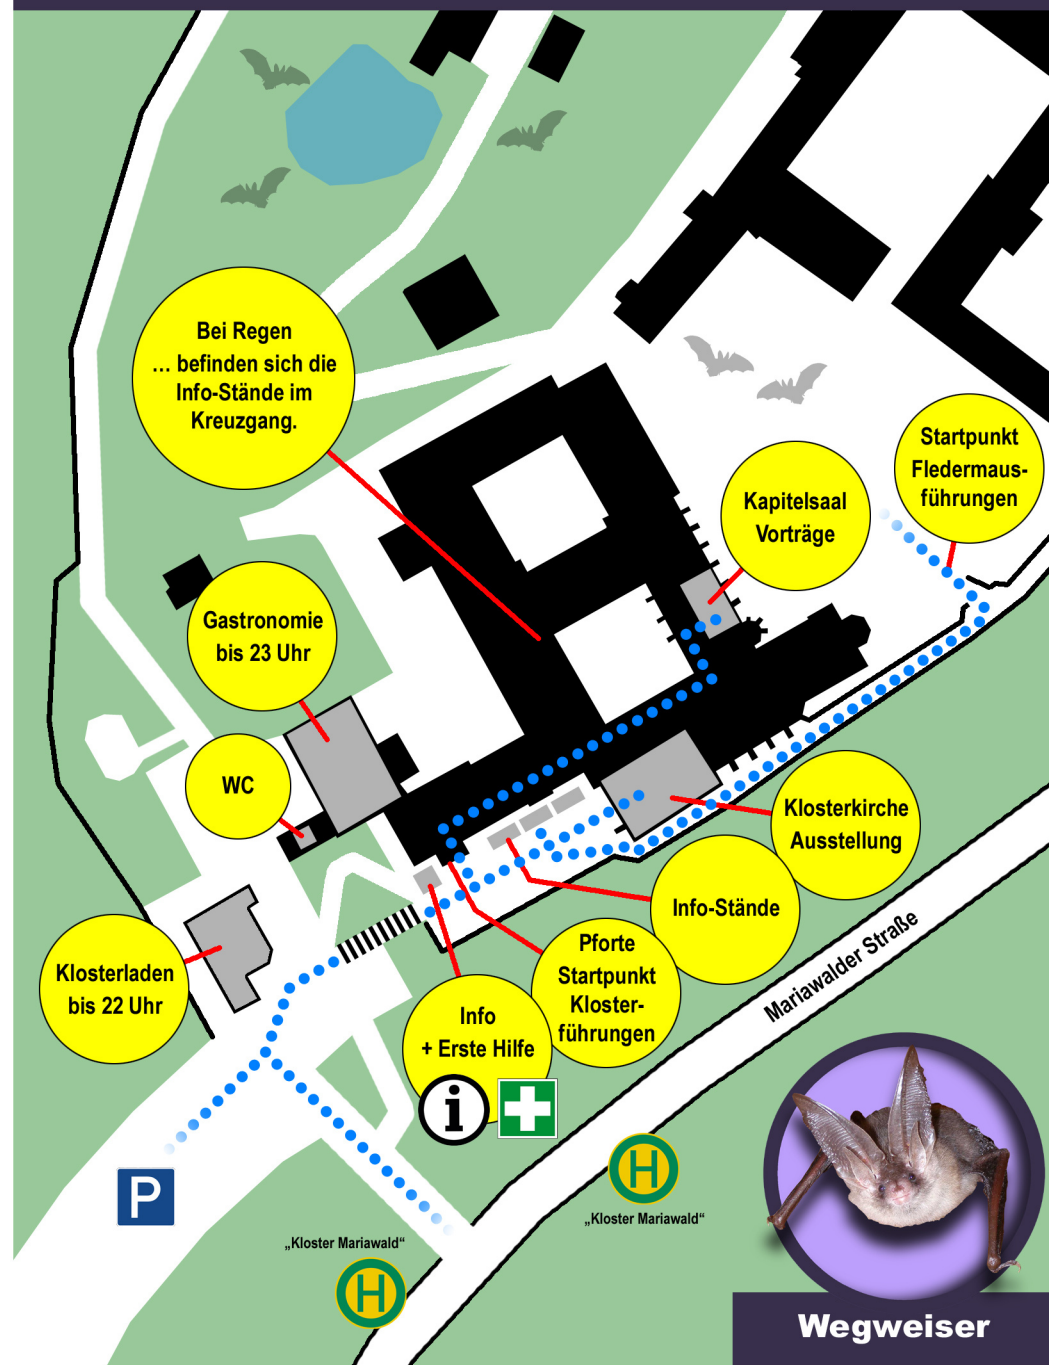 Bei Regen
... befinden sich die
Info-Stände im
Kreuzgang.
Startpunkt
Fledermaus-
führungen
Kapitelsaal
Vorträge
Gastronomie
bis 23 Uhr
WC
Klosterkirche
Ausstellung
Info-Stände
Klosterladen
bis 22 Uhr
Pforte
Startpunkt
Kloster-
führungen
Info
+ Erste Hilfe
i
Mariawalder Straße
P
H
„Kloster Mariawald“
„Kloster Mariawald“
H
Wegweiser